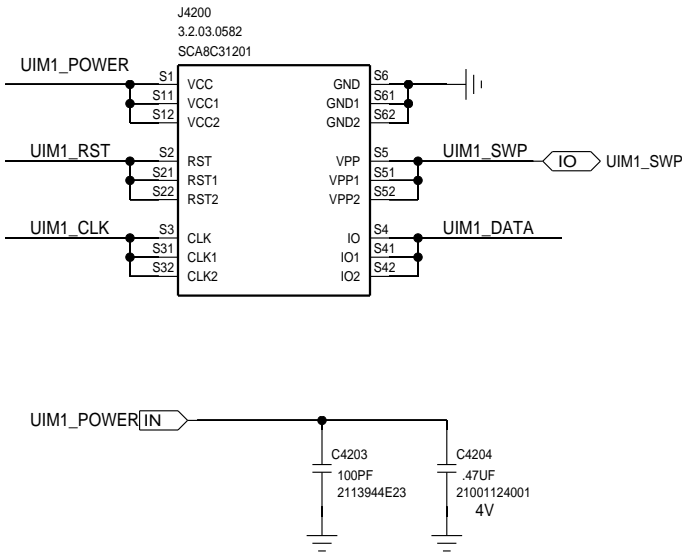 J4200
3.2.03.0582
SCA8C31201
UIM1_POWER S1 VCC GND S6
S11 VCC1 GND1 S61
S12 VCC2 GND2 S62
UIM1_RST S2 RST VPP S5 UIM1_SWP IO UIM1_SWP
S21 RST1 VPP1 S51
S22 RST2 VPP2 S52
UIM1_CLK S3 CLK IO S4 UIM1_DATA
S31 CLK1 IO1 S41
S32 CLK2 IO2 S42
UIM1_POWER IN
C4203 C4204
100PF .47UF
2113944E23 21001124001
4V